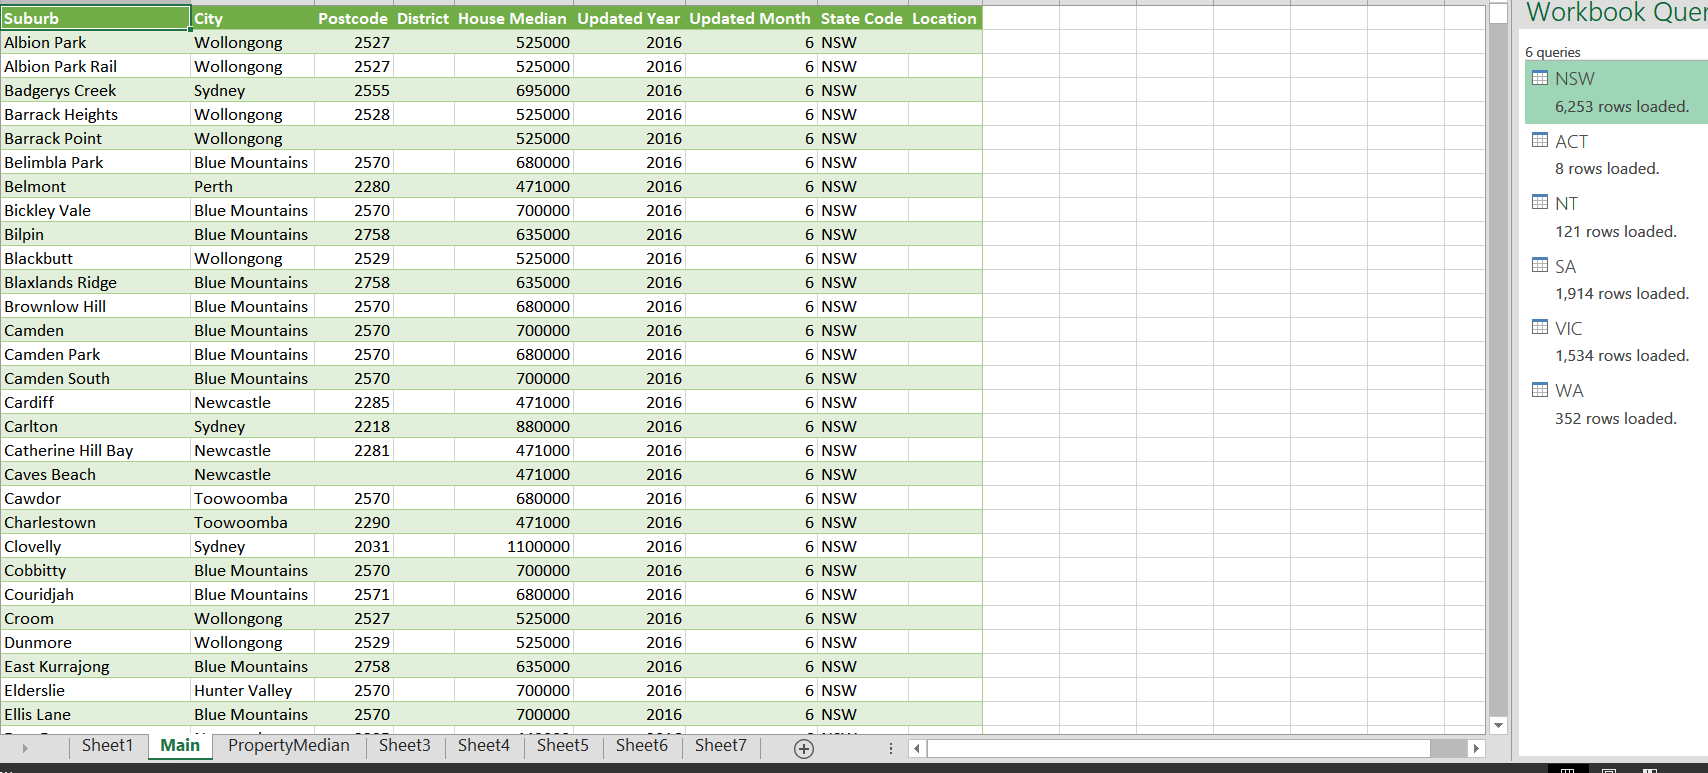 Suburb City Postcode District House Median Updated Year Updated Month State Code Location
Albion Park Wollongong 2527 525000 2016 6 NSW
Albion Park Rail Wollongong 2527 525000 2016 6 NSW
Badgerys Creek Sydney 2555 695000 2016 6 NSW
Barrack Heights Wollongong 2528 525000 2016 6 NSW
Barrack Point Wollongong 525000 2016 6 NSW
Belimbla Park Blue Mountains 2570 680000 2016 6 NSW
Belmont Perth 2280 471000 2016 6 NSW
Bickley Vale Blue Mountains 2570 700000 2016 6 NSW
Bilpin Blue Mountains 2758 635000 2016 6 NSW
Blackbutt Wollongong 2529 525000 2016 6 NSW
Blaxlands Ridge Blue Mountains 2758 635000 2016 6 NSW
Brownlow Hill Blue Mountains 2570 680000 2016 6 NSW
Camden Blue Mountains 2570 700000 2016 6 NSW
Camden Park Blue Mountains 2570 680000 2016 6 NSW
Camden South Blue Mountains 2570 700000 2016 6 NSW
Cardiff Newcastle 2285 471000 2016 6 NSW
Carlton Sydney 2218 880000 2016 6 NSW
Catherine Hill Bay Newcastle 2281 471000 2016 6 NSW
Caves Beach Newcastle 471000 2016 6 NSW
Cawdor Toowoomba 2570 680000 2016 6 NSW
Charlestown Toowoomba 2290 471000 2016 6 NSW
Clovelly Sydney 2031 1100000 2016 6 NSW
Cobbitty Blue Mountains 2570 700000 2016 6 NSW
Couridjah Blue Mountains 2571 680000 2016 6 NSW
Croom Wollongong 2527 525000 2016 6 NSW
Dunmore Wollongong 2529 525000 2016 6 NSW
East Kurrajong Blue Mountains 2758 635000 2016 6 NSW
Elderslie Hunter Valley 2570 700000 2016 6 NSW
Ellis Lane Blue Mountains 2570 700000 2016 6 NSW
Sheet1 Main PropertyMedian Sheet3 Sheet4 Sheet5 Sheet6 Sheet7
Workbook Quer
6 queries
NSW
6,253 rows loaded.
ACT
8 rows loaded.
NT
121 rows loaded.
SA
1,914 rows loaded.
VIC
1,534 rows loaded.
WA
352 rows loaded.